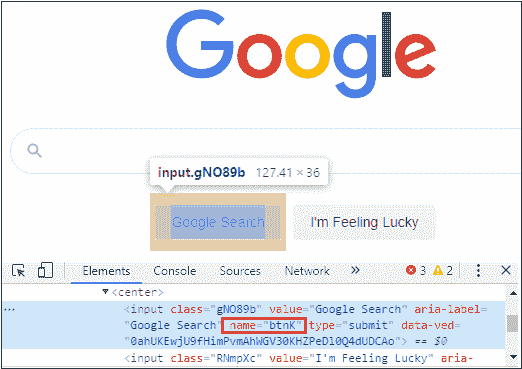 Google
input.gNO89b 127.41 × 36
Google Search I'm Feeling Lucky
Elements Console Sources Network » 3 2
▼<center>
… <input class="gNO89b" value="Google Search" aria-label=
"Google Search" name="btnK" type="submit" data-ved=
"0ahUKEwjU9fHimPvmAhWGV30KHZPeDl0Q4dUDCAo"> == $0
<input class="RNmpXc" value="I'm Feeling Lucky" aria-